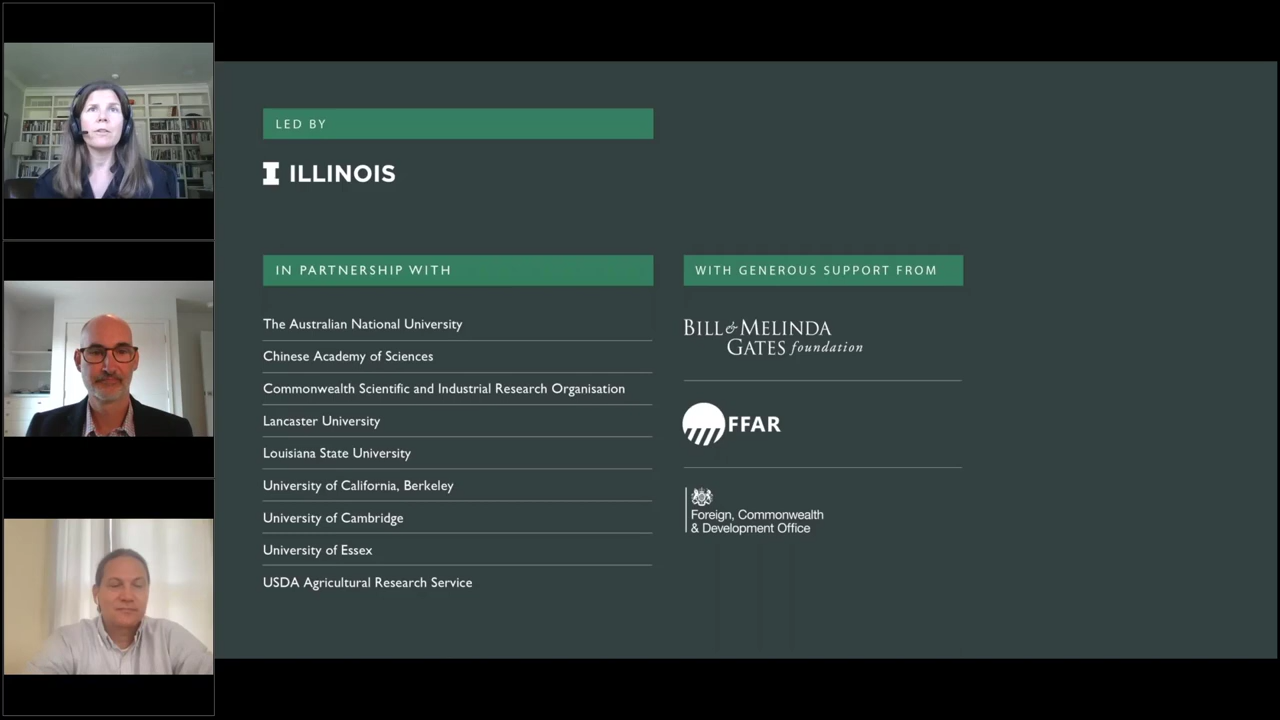 LED BY
I ILLINOIS
IN PARTNERSHIP WITH
The Australian National University
Chinese Academy of Sciences
Commonwealth Scientific and Industrial Research Organisation
Lancaster University
Louisiana State University
University of California, Berkeley
University of Cambridge
University of Essex
USDA Agricultural Research Service
WITH GENEROUS SUPPORT FROM
BILL & MELINDA
GATES foundation
FFAR
Foreign, Commonwealth
& Development Office